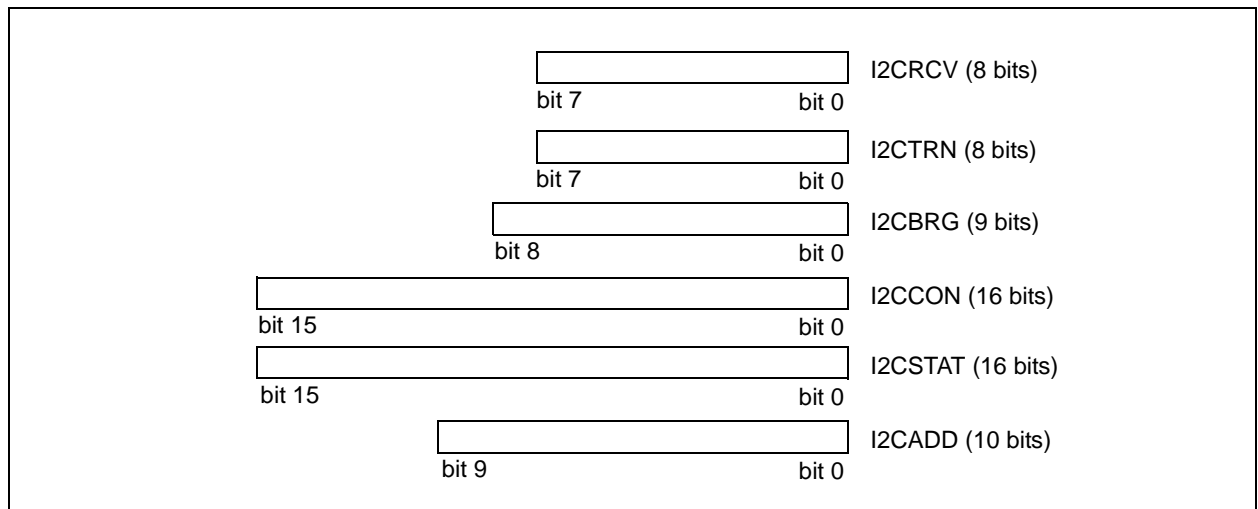 I2CRCV (8 bits)
bit 7 bit 0
I2CTRN (8 bits)
bit 7 bit 0
I2CBRG (9 bits)
bit 8 bit 0
I2CCON (16 bits)
bit 15 bit 0
I2CSTAT (16 bits)
bit 15 bit 0
I2CADD (10 bits)
bit 9 bit 0